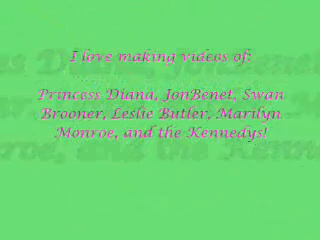 I love making videos of:
Princess Diana, JonBenet, Swan
Brooner, Leslie Butler, Marilyn
Monroe, and the Kennedys!